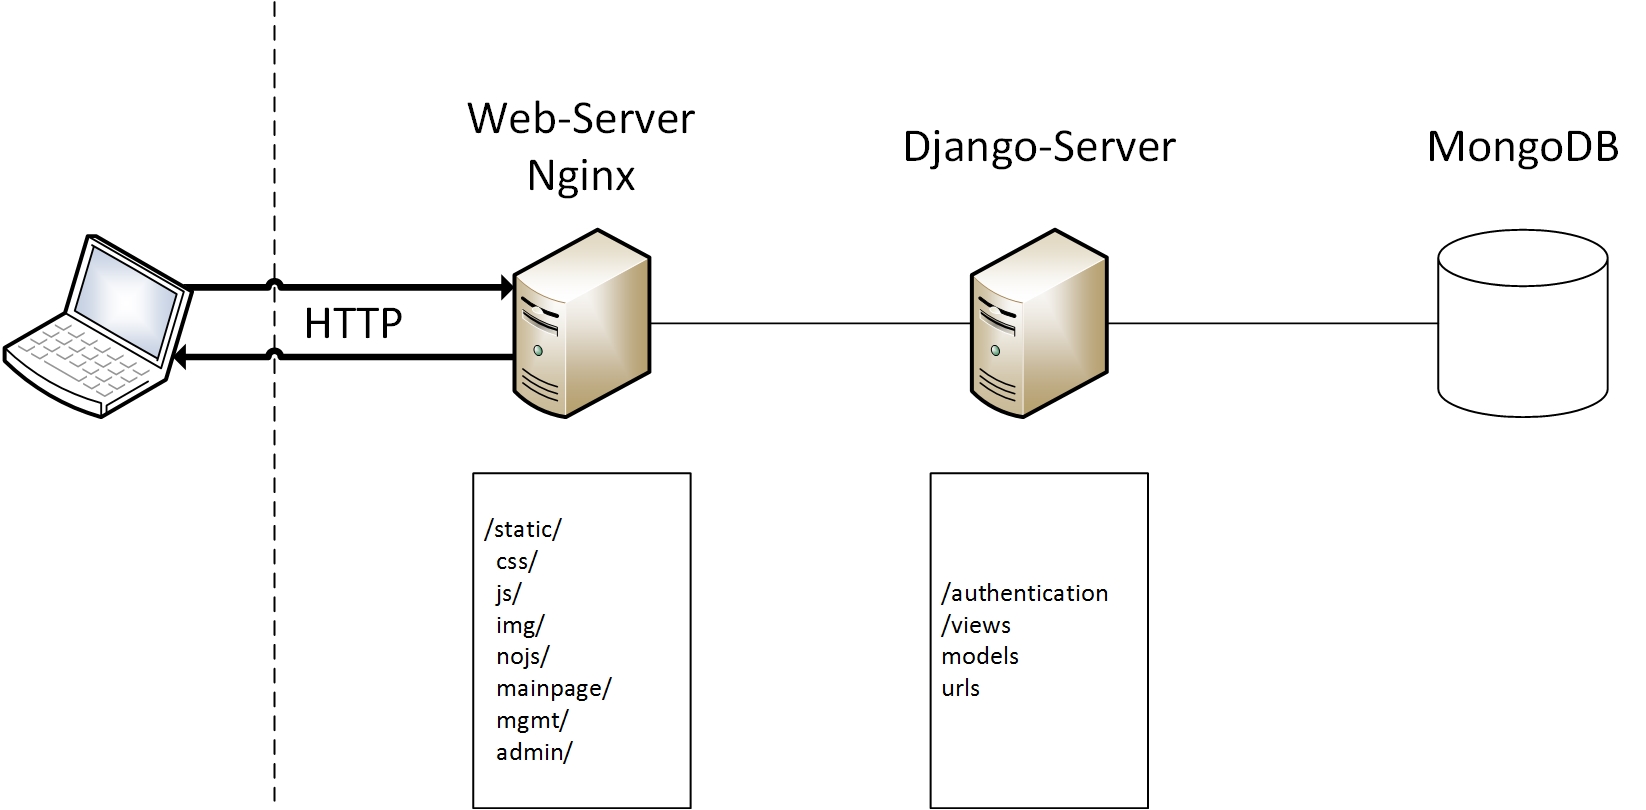 Web-Server
Nginx
Django-Server
MongoDB
HTTP
/static/
css/
js/
img/
nojs/
mainpage/
mgmt/
admin/
/authentication
/views
models
urls